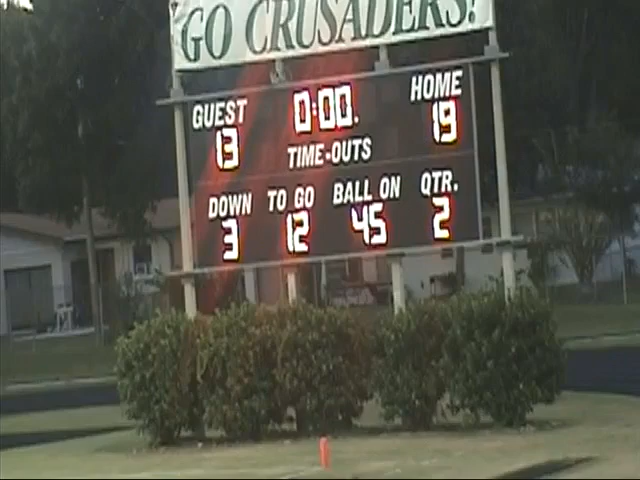 GO CRUSADERS!
GUEST 0:00. HOME
13 19
TIME-OUTS
DOWN TO GO BALL ON QTR.
3 12 45 2